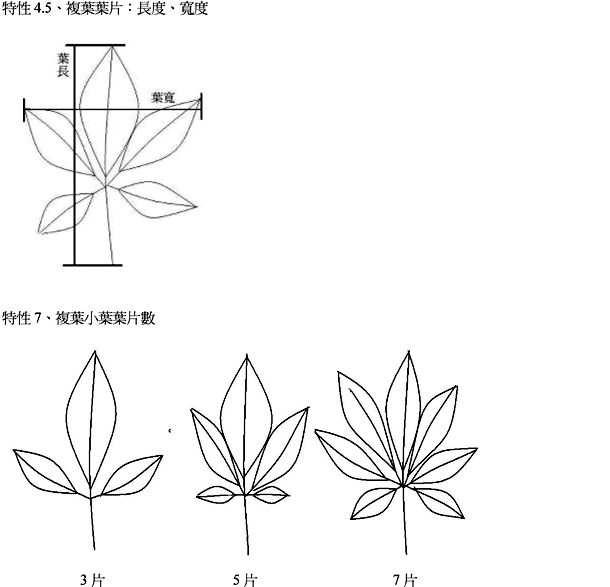 特性 4.5、複葉葉片：長度、寬度
葉長
葉寬
特性 7、複葉小葉葉片數
3 片
5 片
7 片